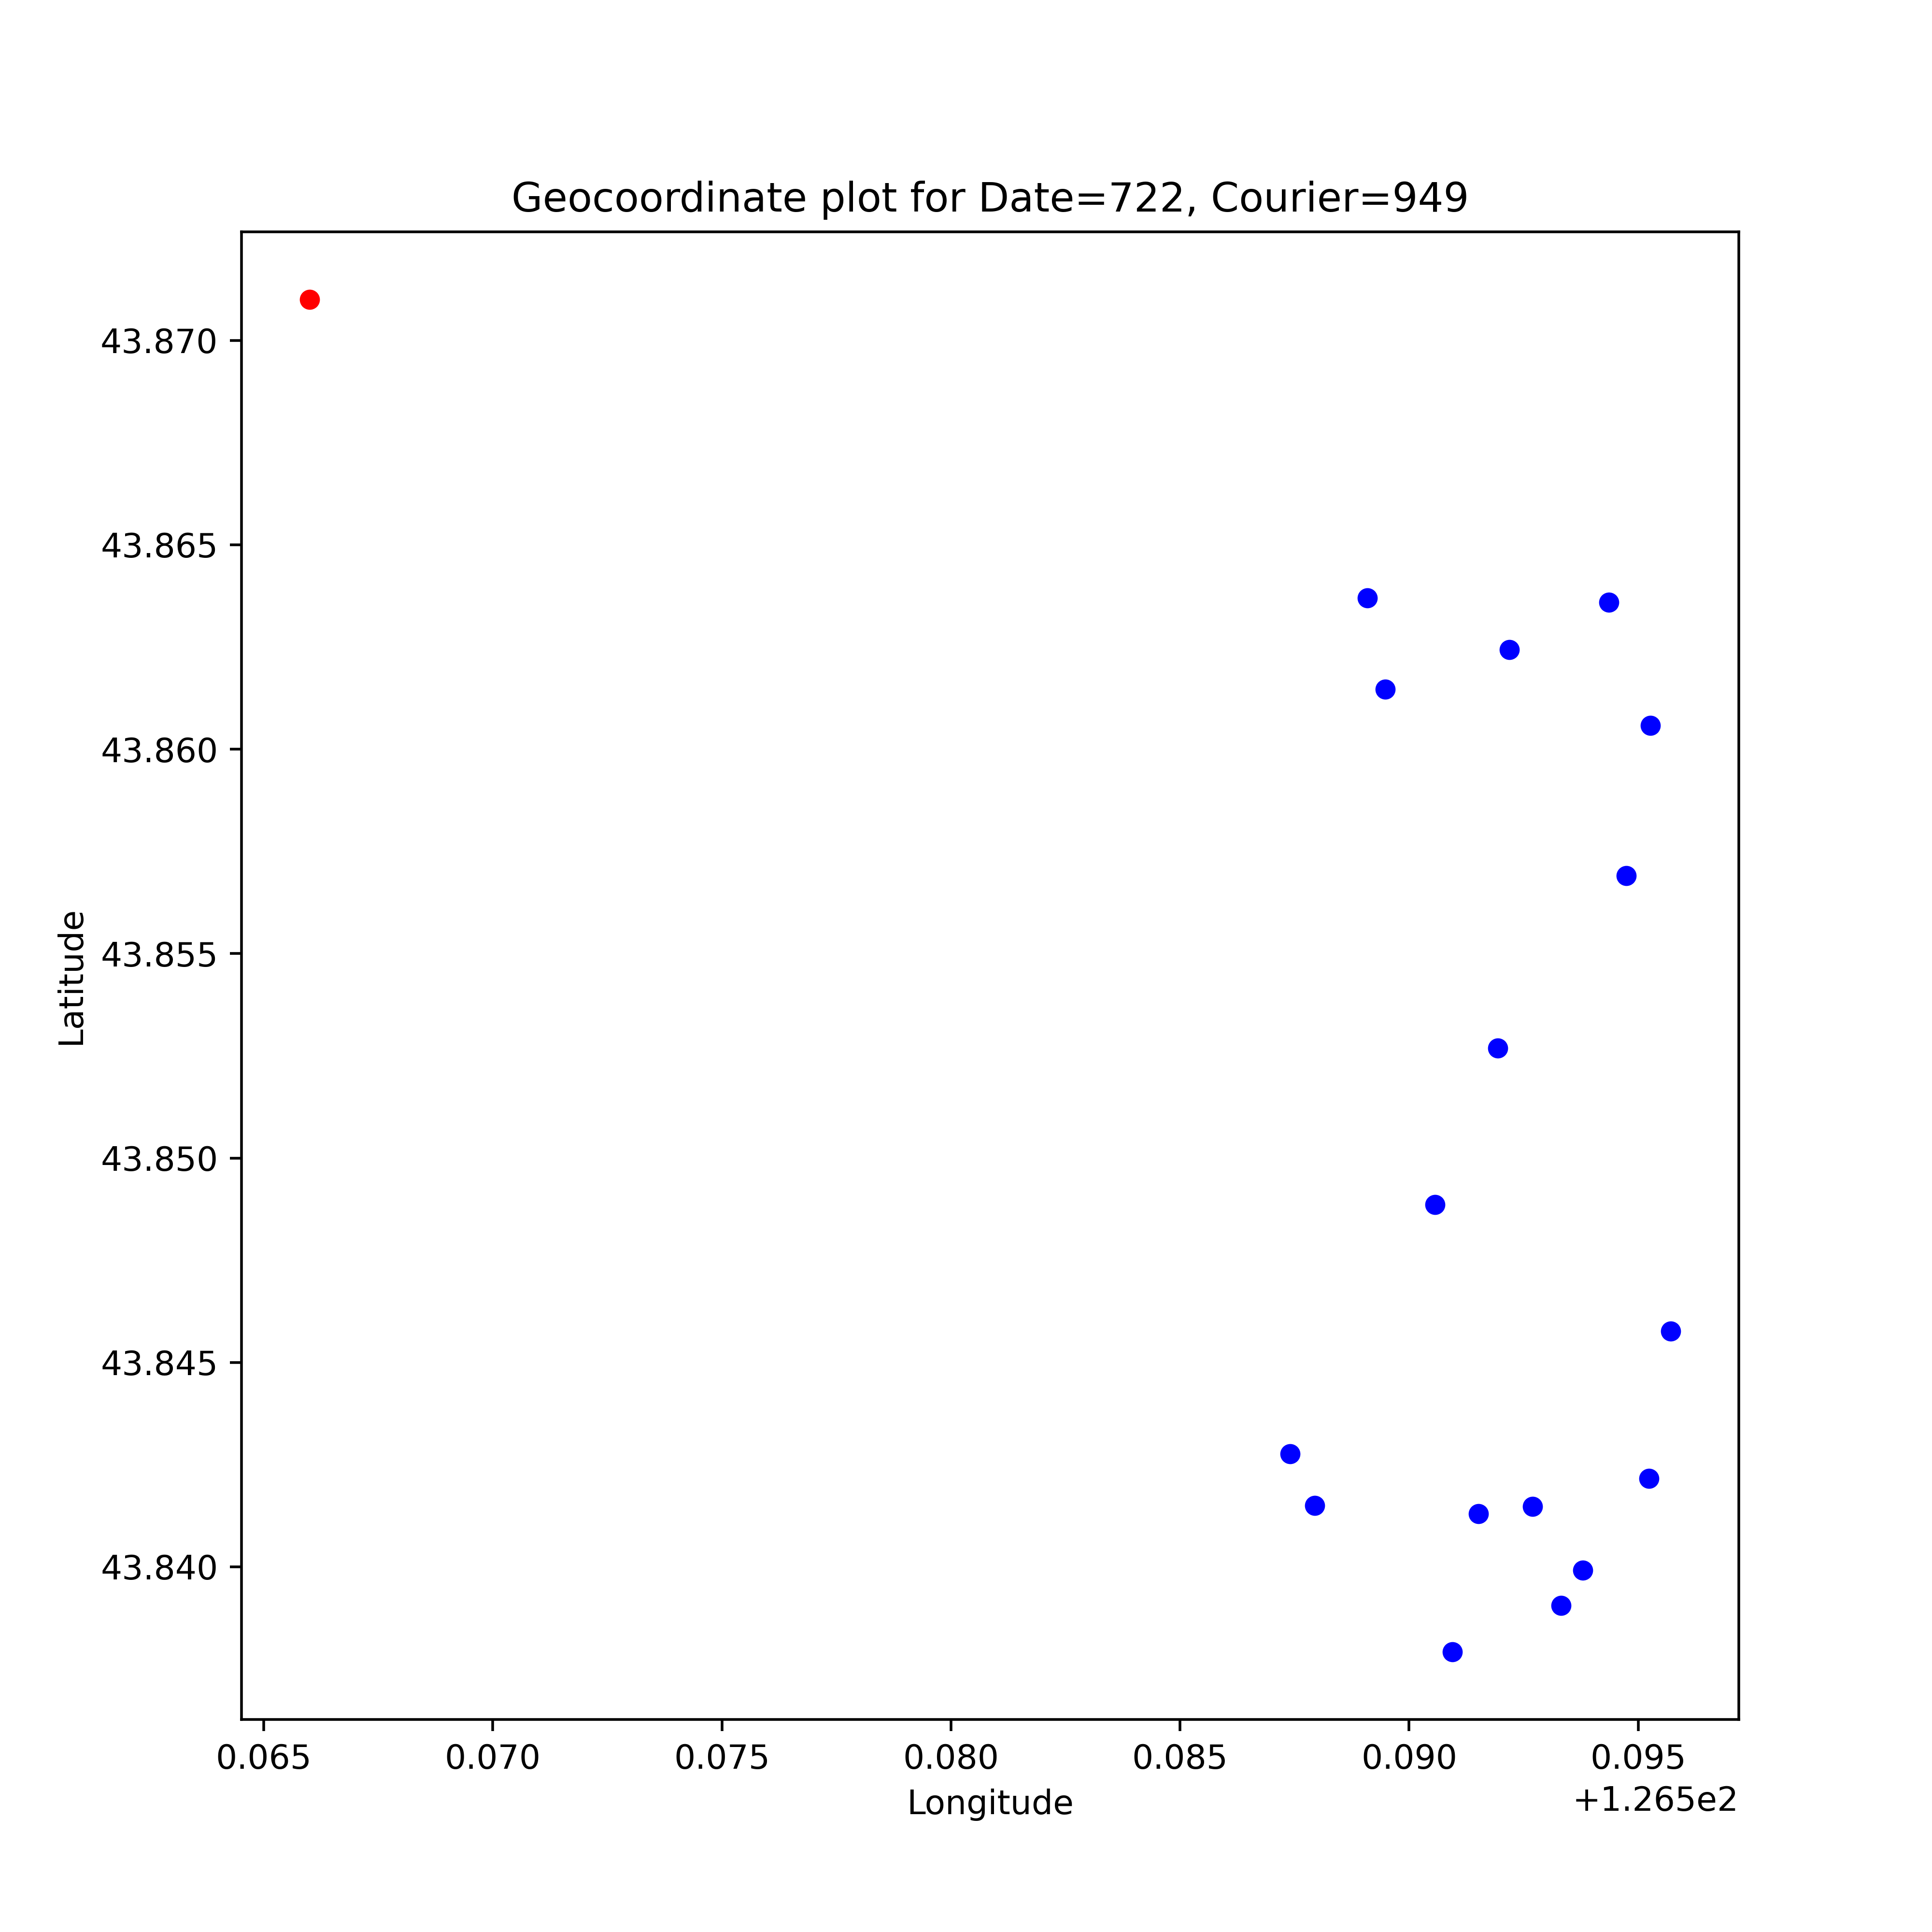 Geocoordinate plot for Date=722, Courier=949
43.870
43.865
43.860
43.855
43.850
43.845
43.840
Latitude
0.065 0.070 0.075 0.080 0.085 0.090 0.095
+1.265e2
Longitude